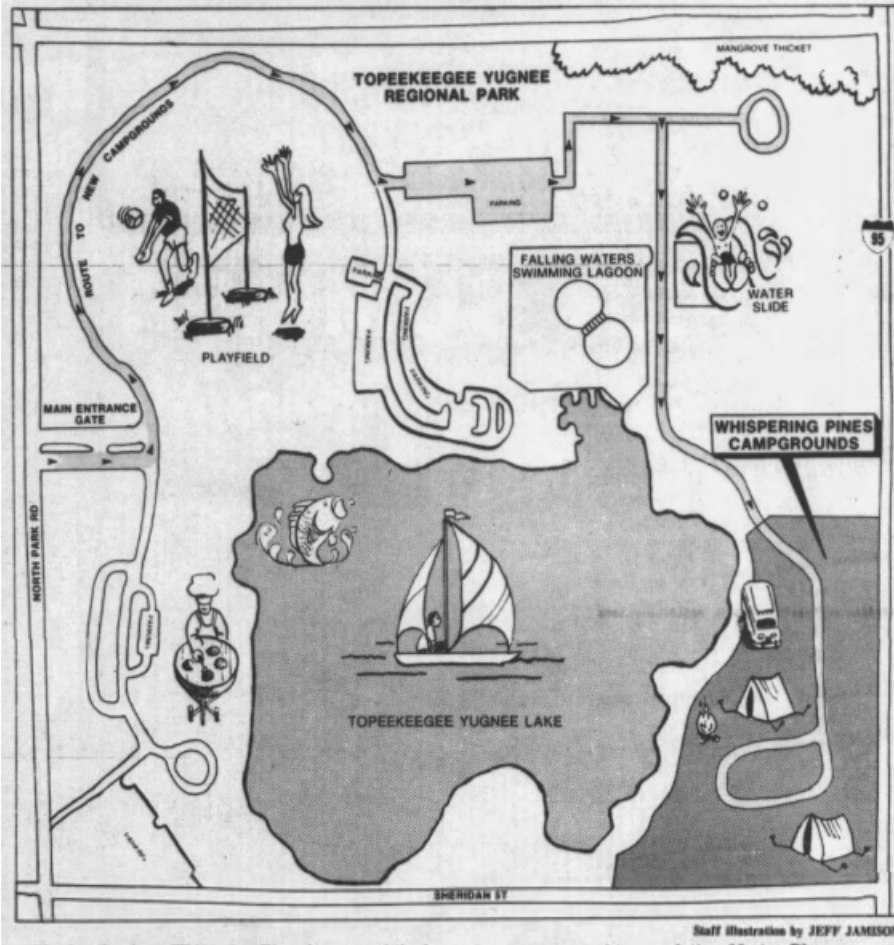 MANGROVE THICKET
TOPEEKEEGEE YUGNEE
REGIONAL PARK
ROUTE TO NEW CAMPGROUNDS
PARKING
95
FALLING WATERS
SWIMMING LAGOON
PARKING
WATER
SLIDE
PARKING
PARKING
PARKING
PLAYFIELD
MAIN ENTRANCE
GATE
WHISPERING PINES
CAMPGROUNDS
NORTH PARK RD
PARKING
TOPEEKEEGEE YUGNEE LAKE
PARKING
SHERIDAN ST
Staff illustration by JEFF JAMISO